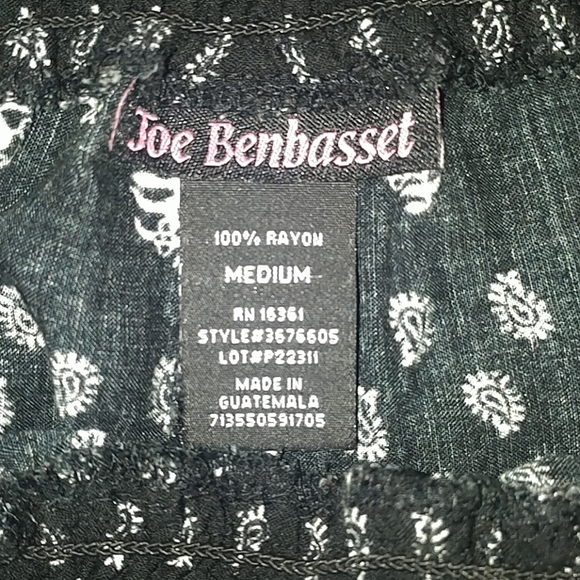 Joe Benbasset
100% RAYON
MEDIUM
RN 16361
STYLE#3676605
LOT#P22311
MADE IN
GUATEMALA
713550591705